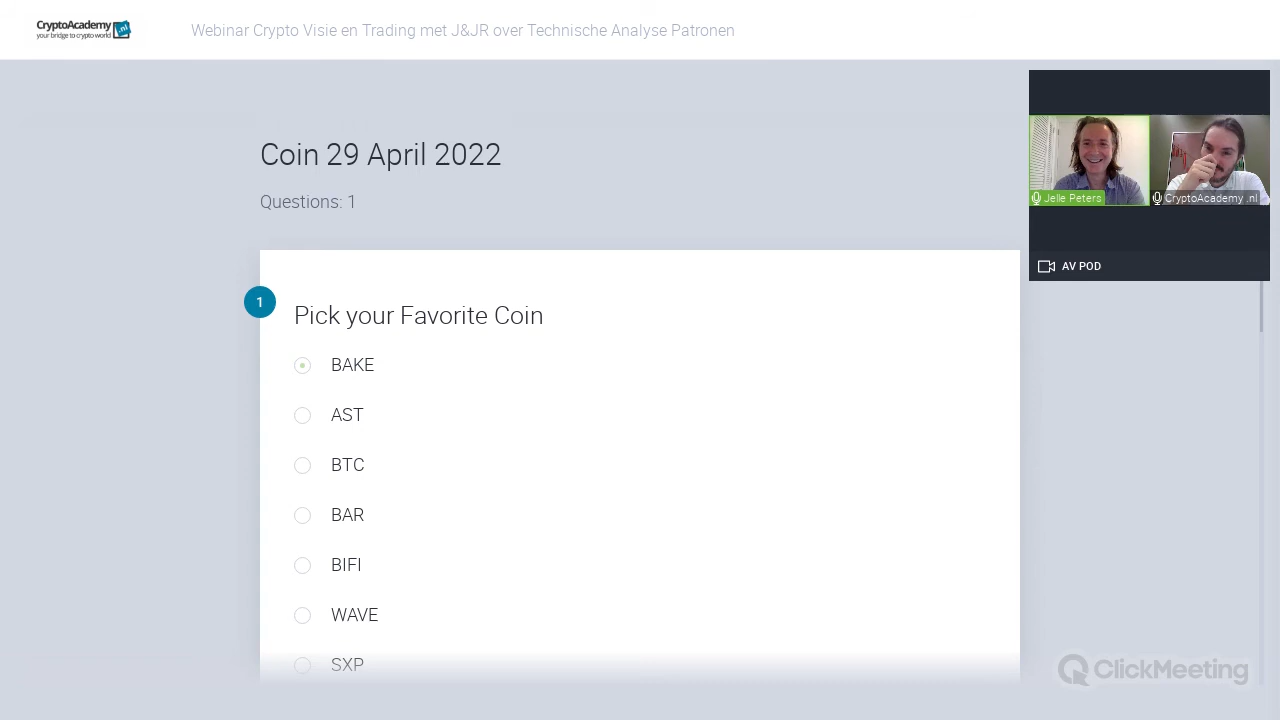 CryptoAcademy.nl
your bridge to crypto world
Webinar Crypto Visie en Trading met J&JR over Technische Analyse Patronen
Coin 29 April 2022
Questions: 1
Jelle Peters
CryptoAcademy .nl
AV POD
1
Pick your Favorite Coin
BAKE
AST
BTC
BAR
BIFI
WAVE
SXP
ClickMeeting